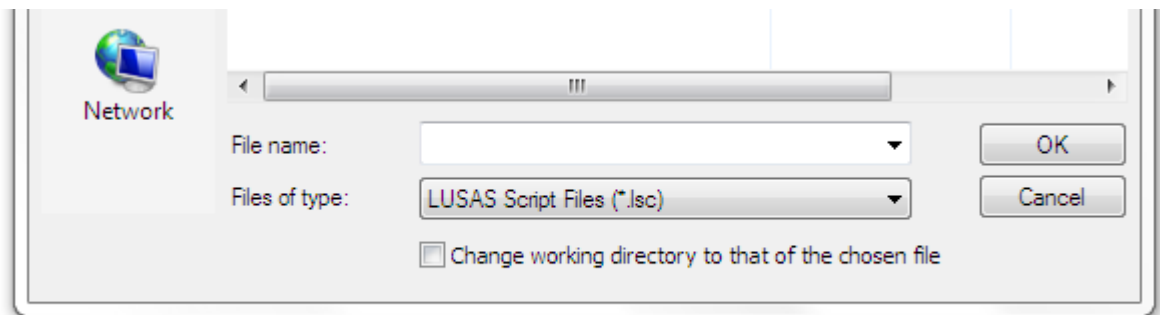 Network
File name:
OK
Files of type:
LUSAS Script Files (*.lsc)
Cancel
Change working directory to that of the chosen file